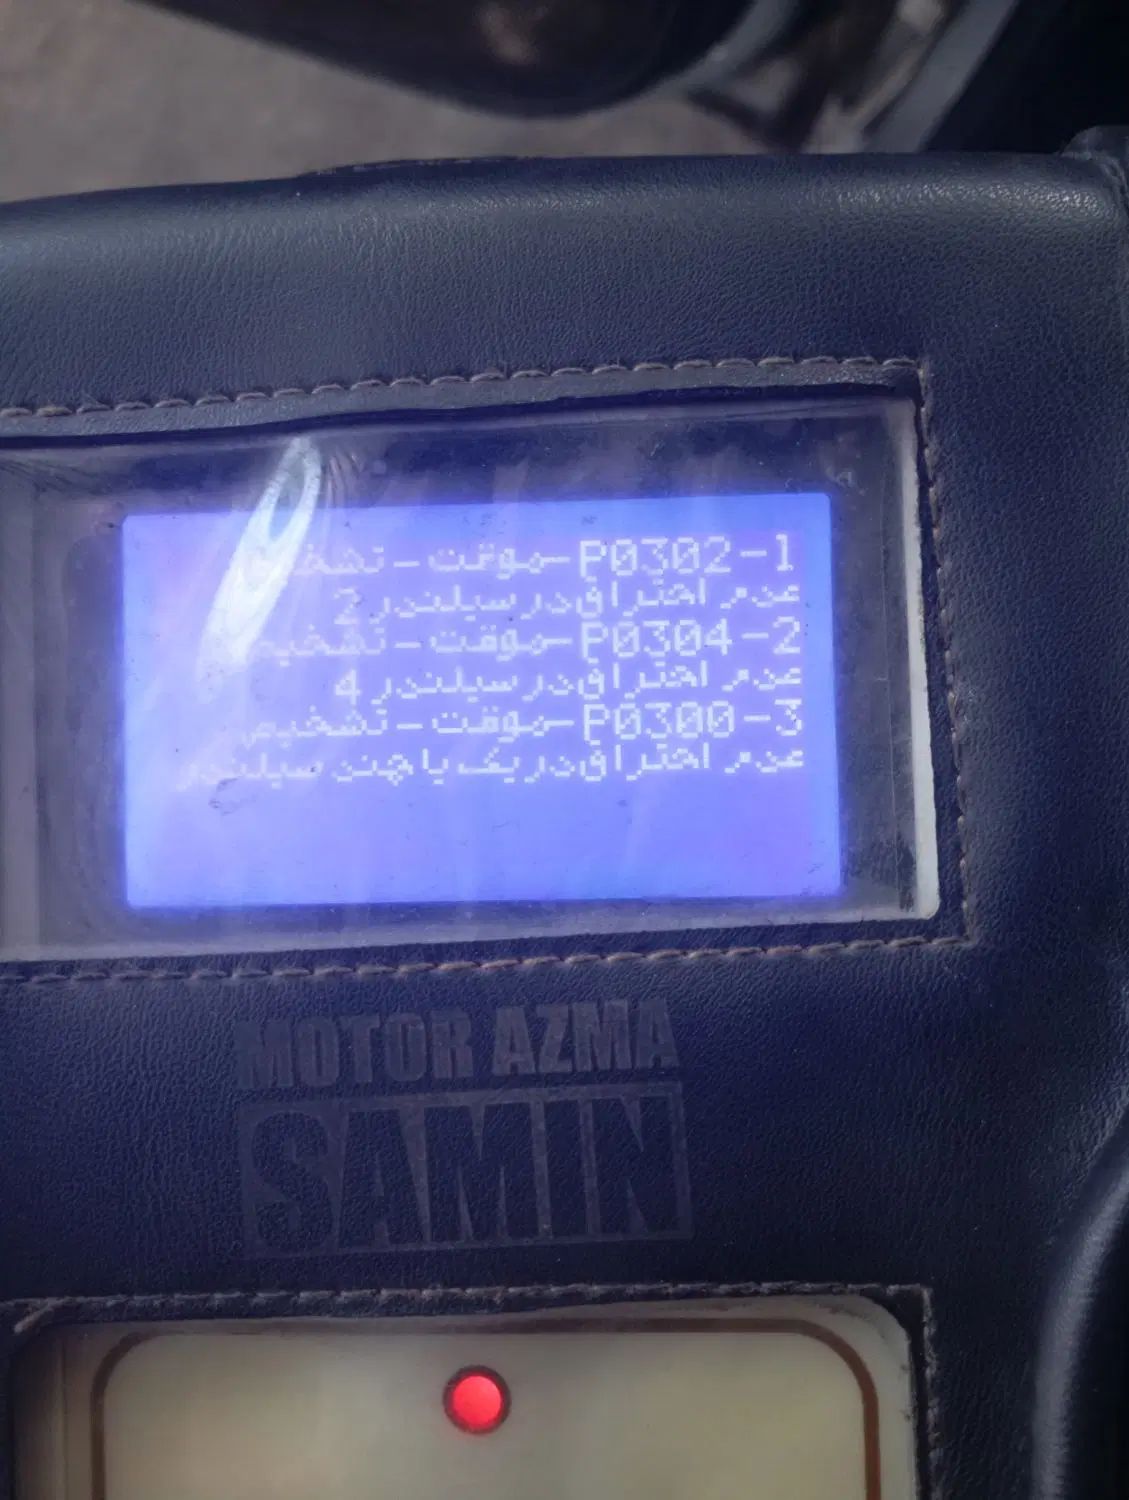 1-P0302-موقت-تشخ
عدم احتراق در سیلندر 2
2-P0304-موقت-تشخیص
عدم احتراق در سیلندر 4
3-P0300-موقت-تشخیص
عدم احتراق در یک یا چند سیلندر
MOTOR AZMA
SAMIN